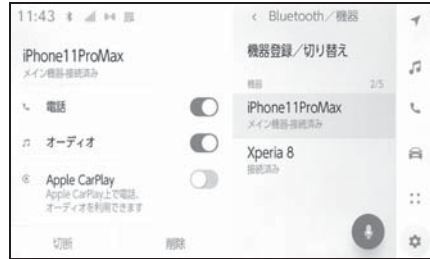 11:43
iPhone11ProMax
メイン機器-接続済み
電話
オーディオ
Apple CarPlay
Apple CarPlay上で電話、
オーディオを利用できます
切断
削除
< Bluetooth／機器
機器登録／切り替え
機器 2/5
iPhone11ProMax
メイン機器-接続済み
Xperia 8
接続済み